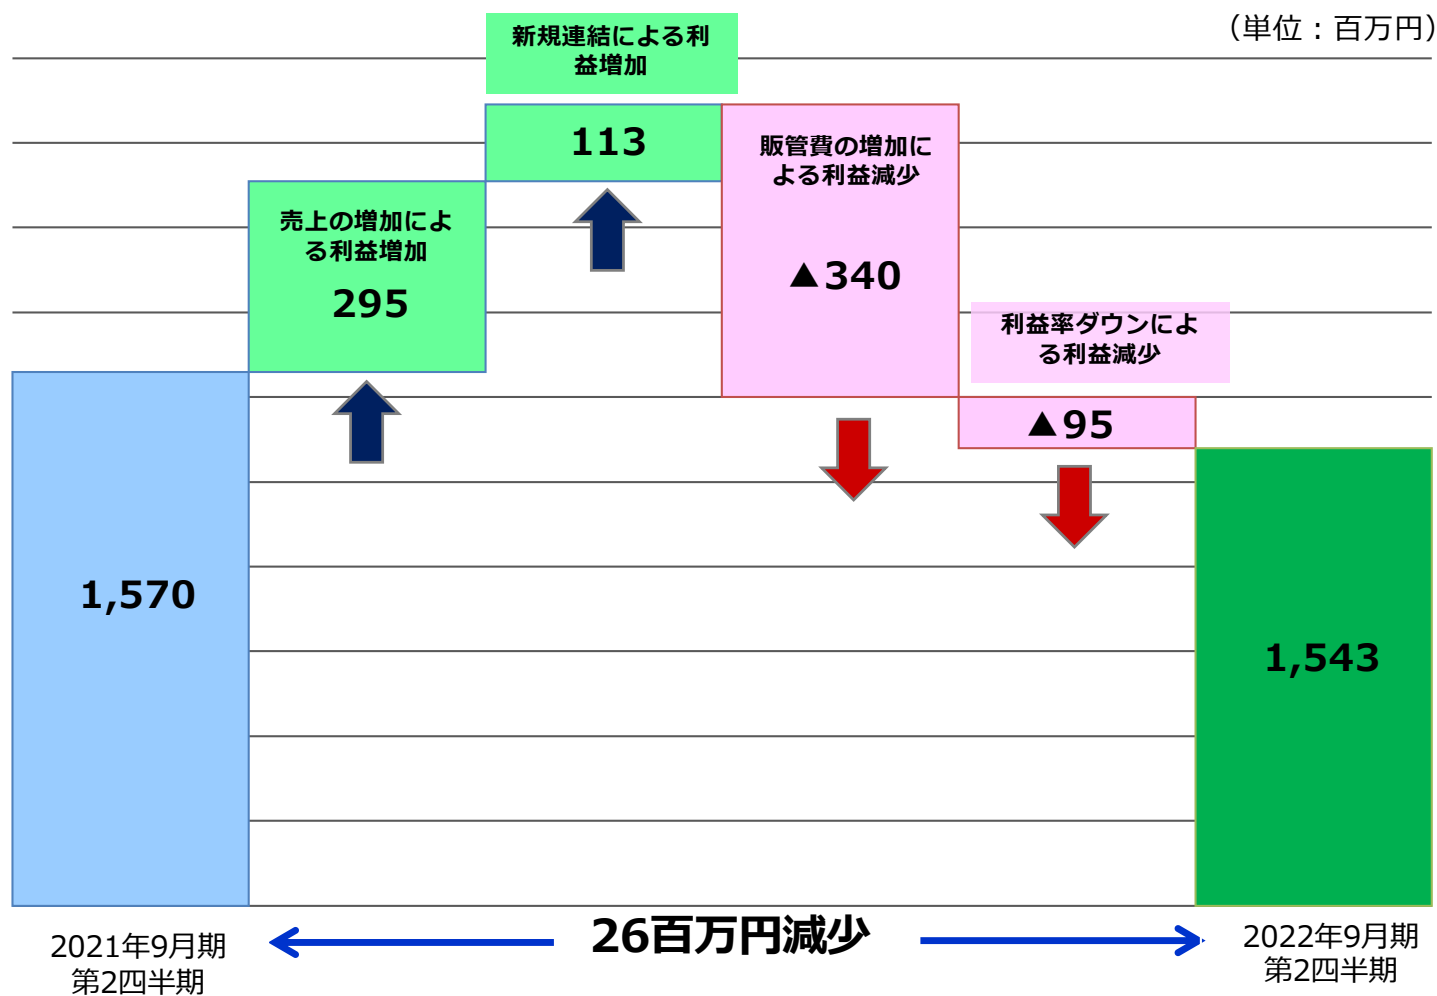 （単位：百万円）
新規連結による利
益増加
113
販管費の増加に
よる利益減少
▲340
売上の増加によ
る利益増加
295
利益率ダウンによ
る利益減少
▲95
1,570
1,543
26百万円減少
2021年9月期
第2四半期
2022年9月期
第2四半期